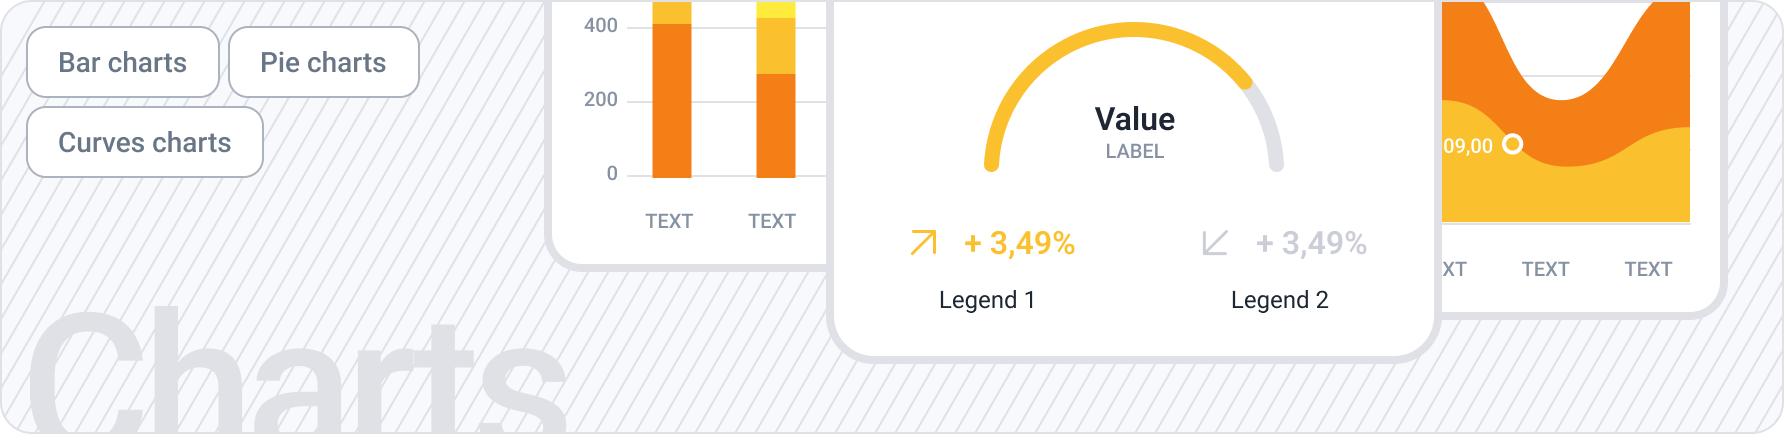 Bar charts
Pie charts
Curves charts
Charts
400
200
0
TEXT
TEXT
Value
LABEL
+ 3,49%
+ 3,49%
Legend 1
Legend 2
09,00
XT
TEXT
TEXT